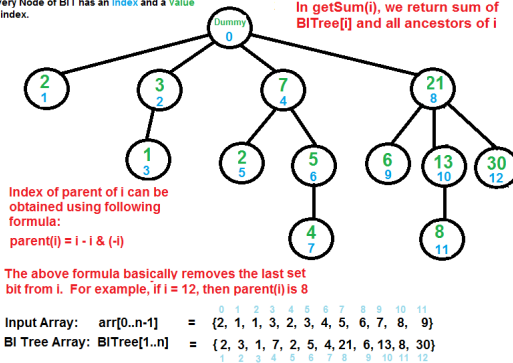 very Node of BIT has an Index and a Value
index.
In getSum(i), we return sum of
BITree[i] and all ancestors of i
Dummy
0
2
1
3
2
7
4
21
8
1
3
2
5
5
6
6
9
13
10
30
12
4
7
8
11
Index of parent of i can be
obtained using following
formula:
parent(i) = i - i & (-i)
The above formula basically removes the last set
bit from i. For example, if i = 12, then parent(i) is 8
0 1 2 3 4 5 6 7 8 9 10 11
Input Array: arr[0..n-1] = {2, 1, 1, 3, 2, 3, 4, 5, 6, 7, 8, 9}
BI Tree Array: BITree[1..n] = {2, 3, 1, 7, 2, 5, 4, 21, 6, 13, 8, 30}
1 2 3 4 5 6 7 8 9 10 11 12